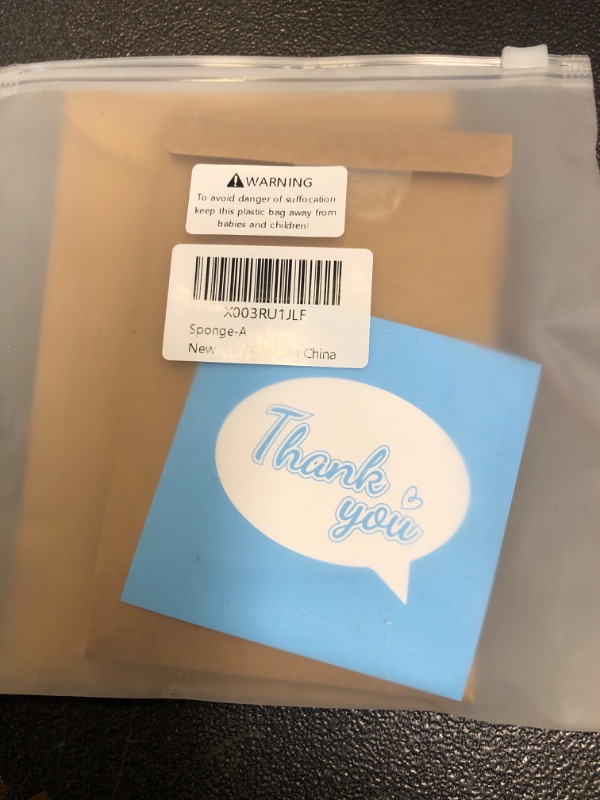 WARNING
To avoid danger of suffocation
keep this plastic bag away from
babies and children!
X003RU1JLF
Sponge-A
New in China
Thank
you